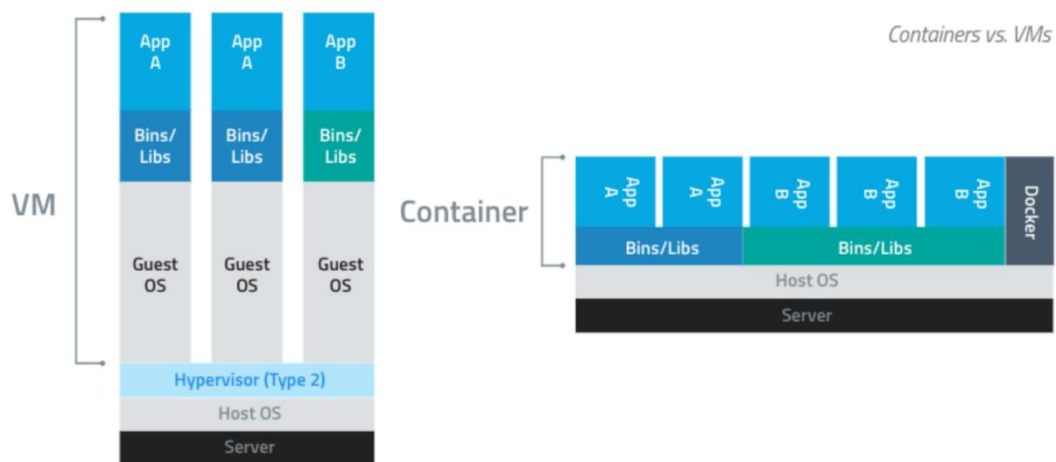 Containers vs. VMs
VM
App
A
App
A
App
B
Bins/
Libs
Bins/
Libs
Bins/
Libs
Guest
OS
Guest
OS
Guest
OS
Hypervisor (Type 2)
Host OS
Server
Container
App
A
App
A
App
B
App
B
App
B
Docker
Bins/Libs
Bins/Libs
Host OS
Server